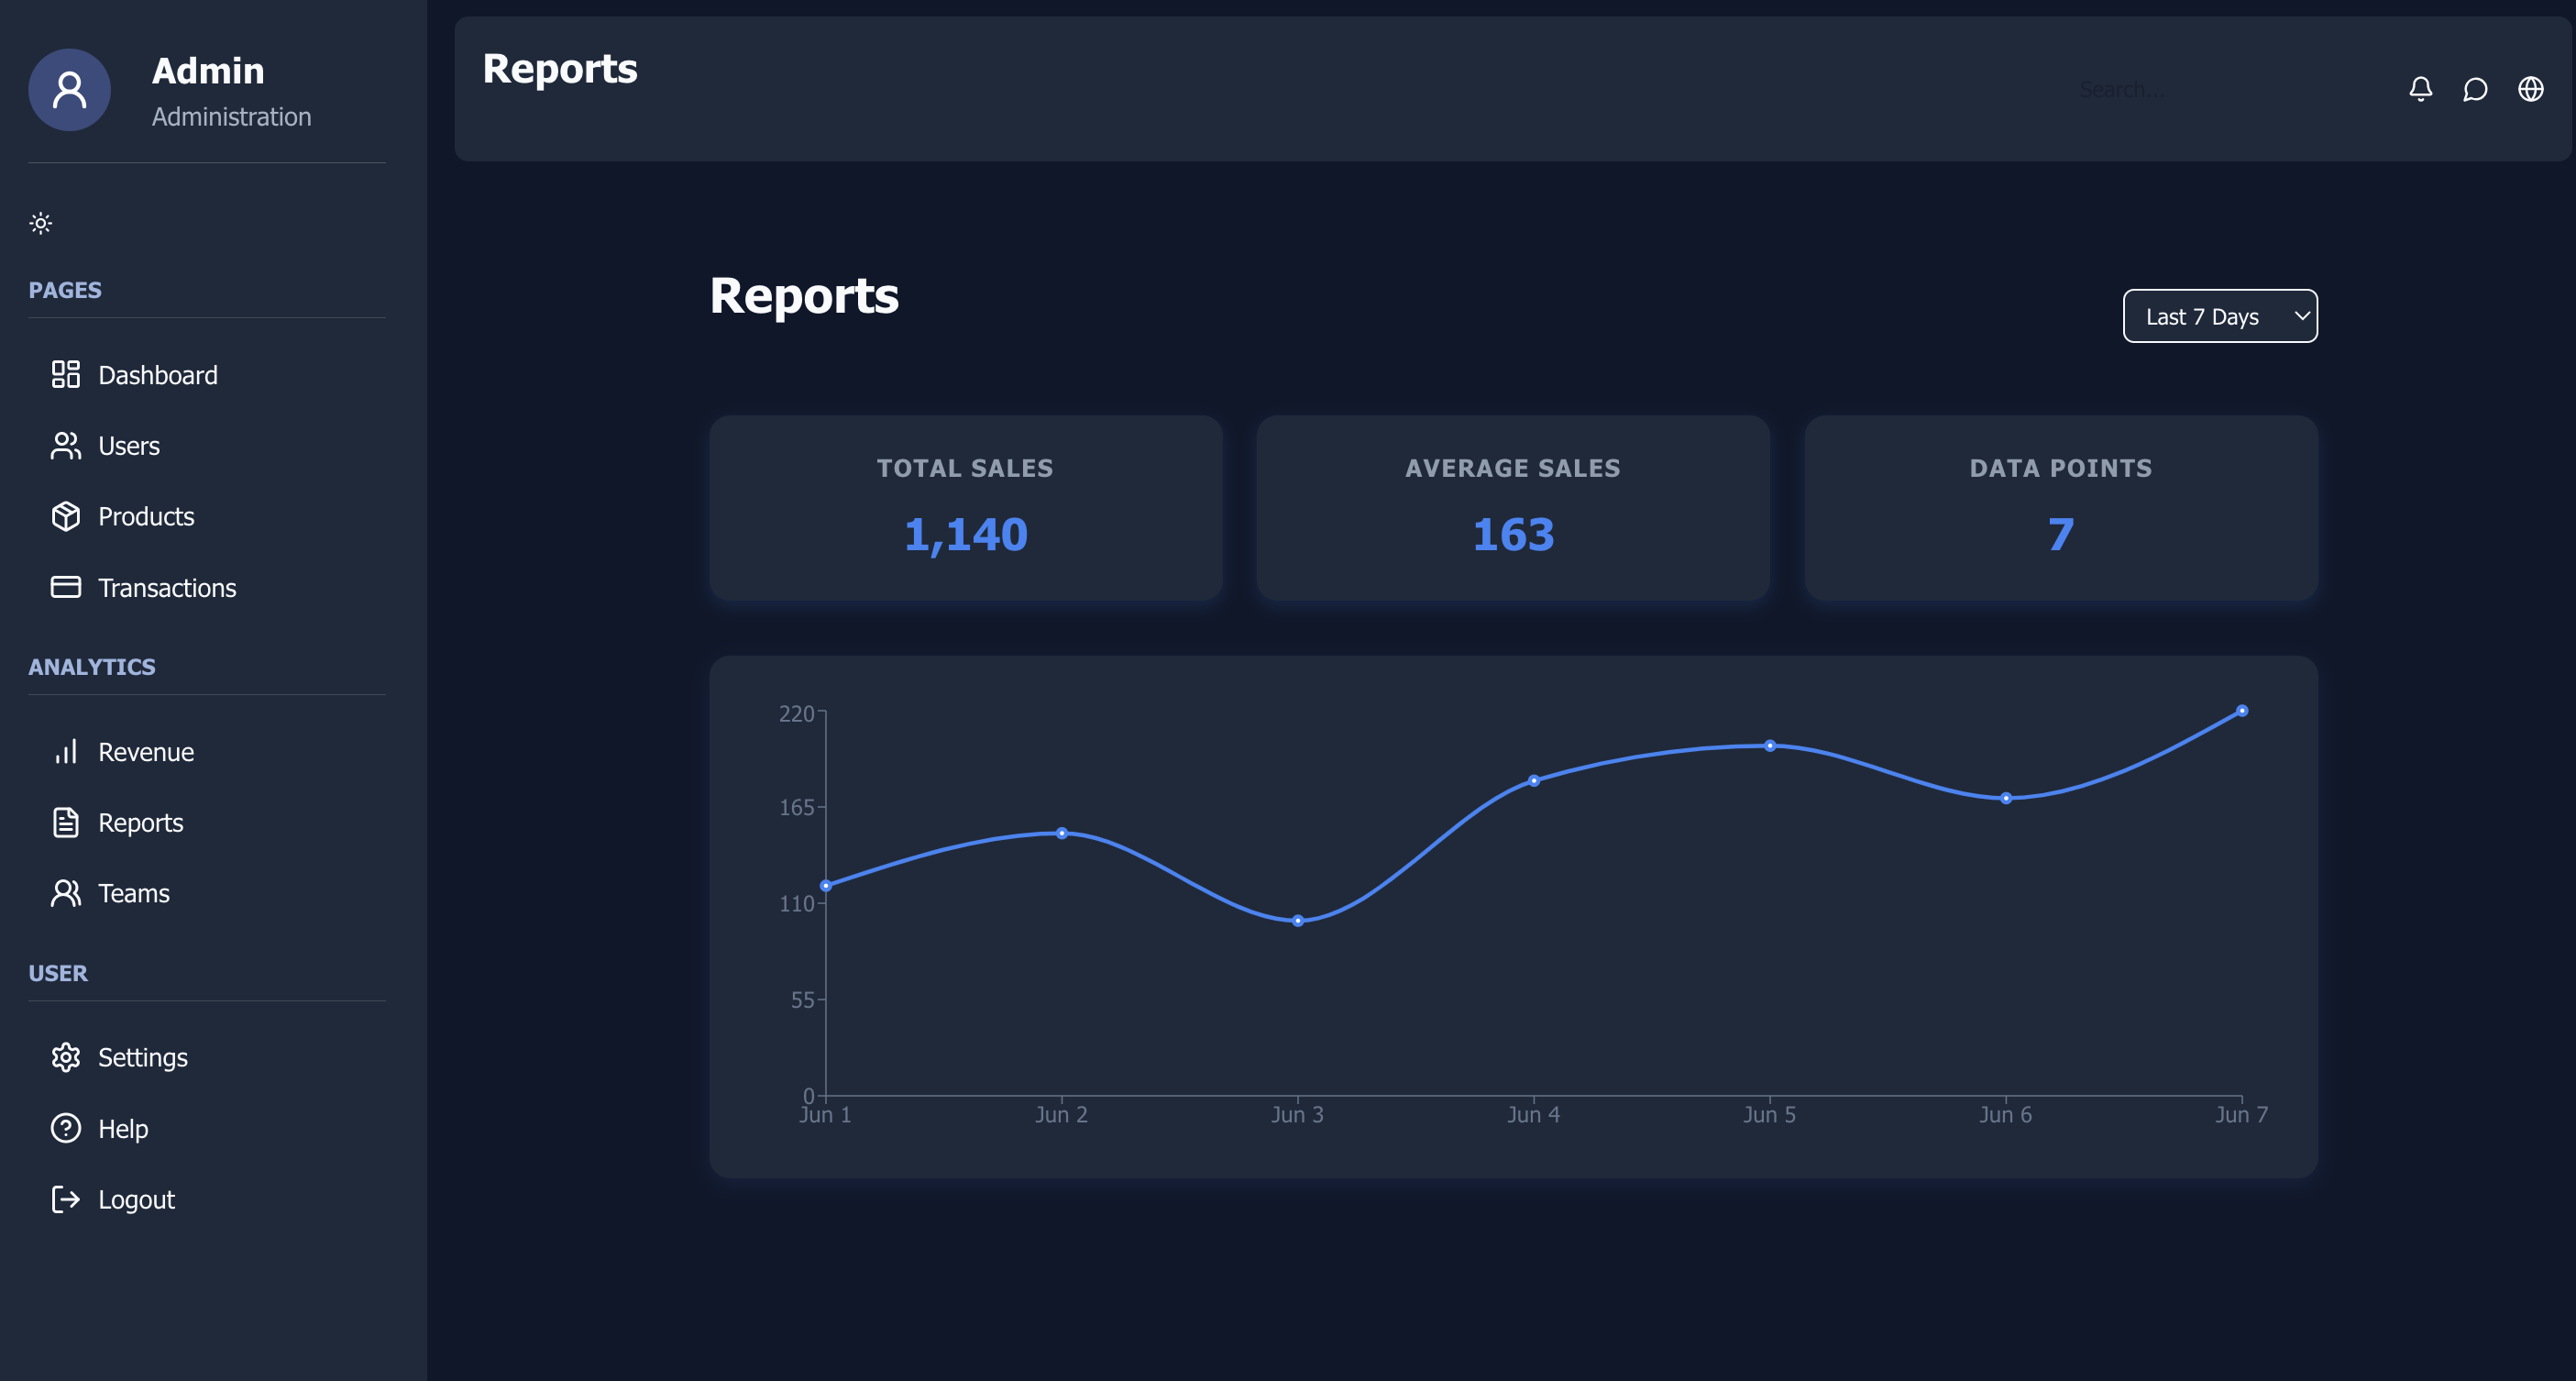 Admin
Administration
PAGES
Dashboard
Users
Products
Transactions
ANALYTICS
Revenue
Reports
Teams
USER
Settings
Help
Logout
Reports
Search...
Reports
Last 7 Days
TOTAL SALES
1,140
AVERAGE SALES
163
DATA POINTS
7
220
165
110
55
0
Jun 1
Jun 2
Jun 3
Jun 4
Jun 5
Jun 6
Jun 7